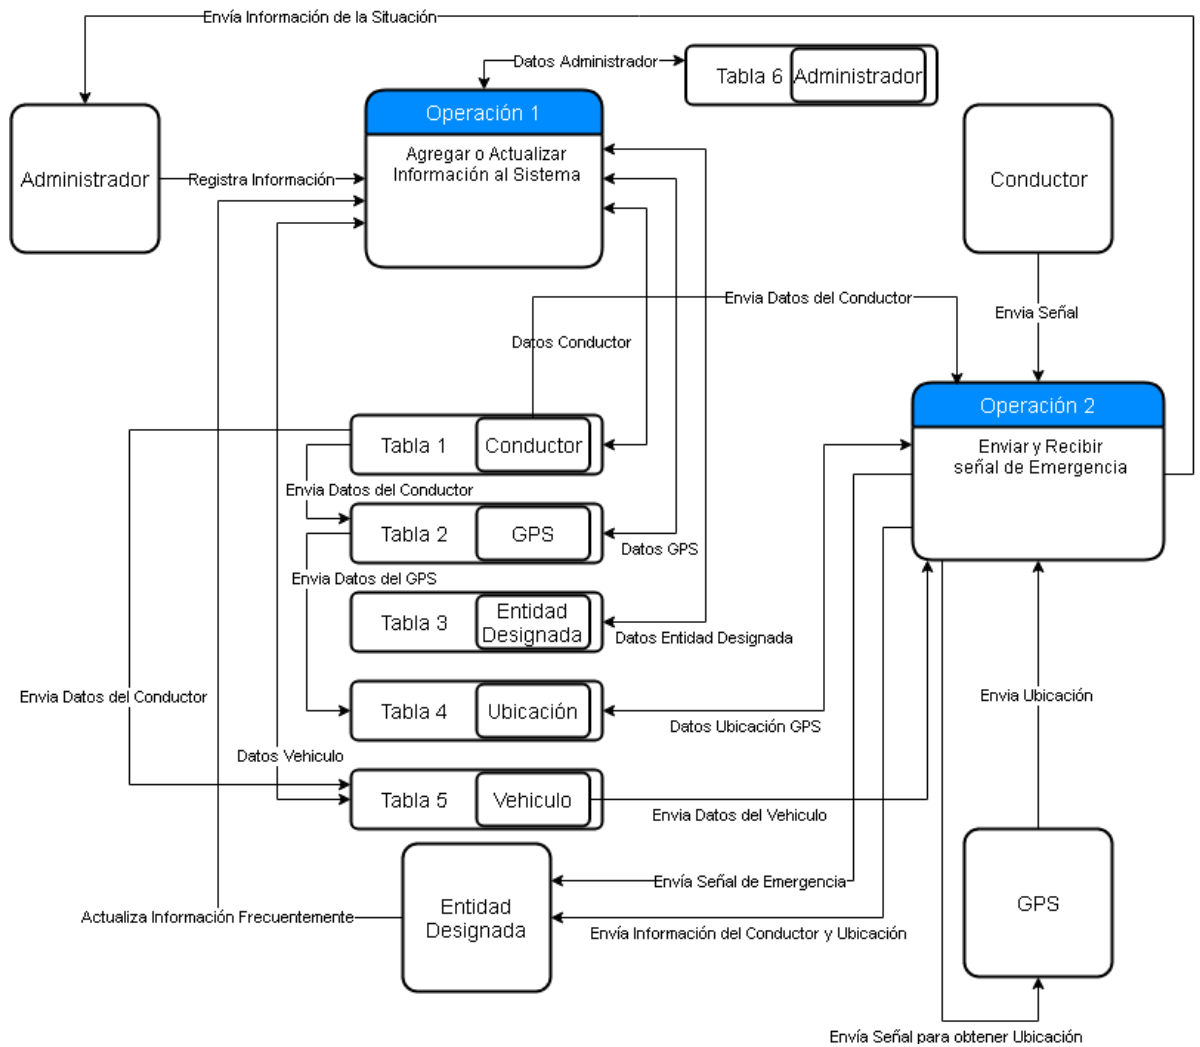 Envía Información de la Situación
Datos Administrador
Tabla 6
Administrador
Operación 1
Agregar o Actualizar
Información al Sistema
Administrador
Registra Información
Conductor
Envia Datos del Conductor
Envia Señal
Datos Conductor
Operación 2
Enviar y Recibir
señal de Emergencia
Tabla 1
Conductor
Envia Datos del Conductor
Tabla 2
GPS
Datos GPS
Envia Datos del GPS
Tabla 3
Entidad
Designada
Datos Entidad Designada
Envia Datos del Conductor
Tabla 4
Ubicación
Datos Ubicación GPS
Envia Ubicación
Datos Vehiculo
Tabla 5
Vehiculo
Envia Datos del Vehiculo
Envía Señal de Emergencia
Entidad
Designada
Actualiza Información Frecuentemente
Envía Información del Conductor y Ubicación
GPS
Envía Señal para obtener Ubicación